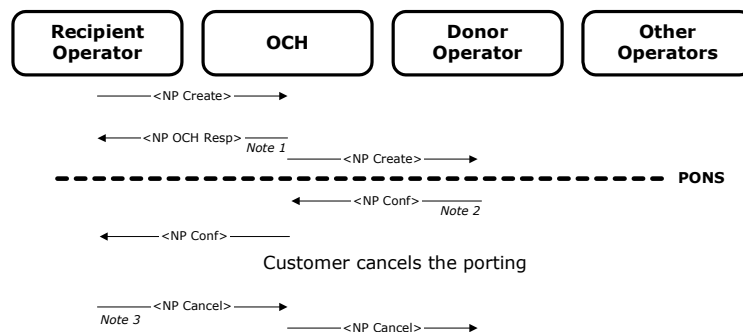 Recipient Operator
OCH
Donor Operator
Other Operators
<NP Create>
<NP OCH Resp>
Note 1
<NP Create>
PONS
<NP Conf>
Note 2
<NP Conf>
Customer cancels the porting
<NP Cancel>
Note 3
<NP Cancel>